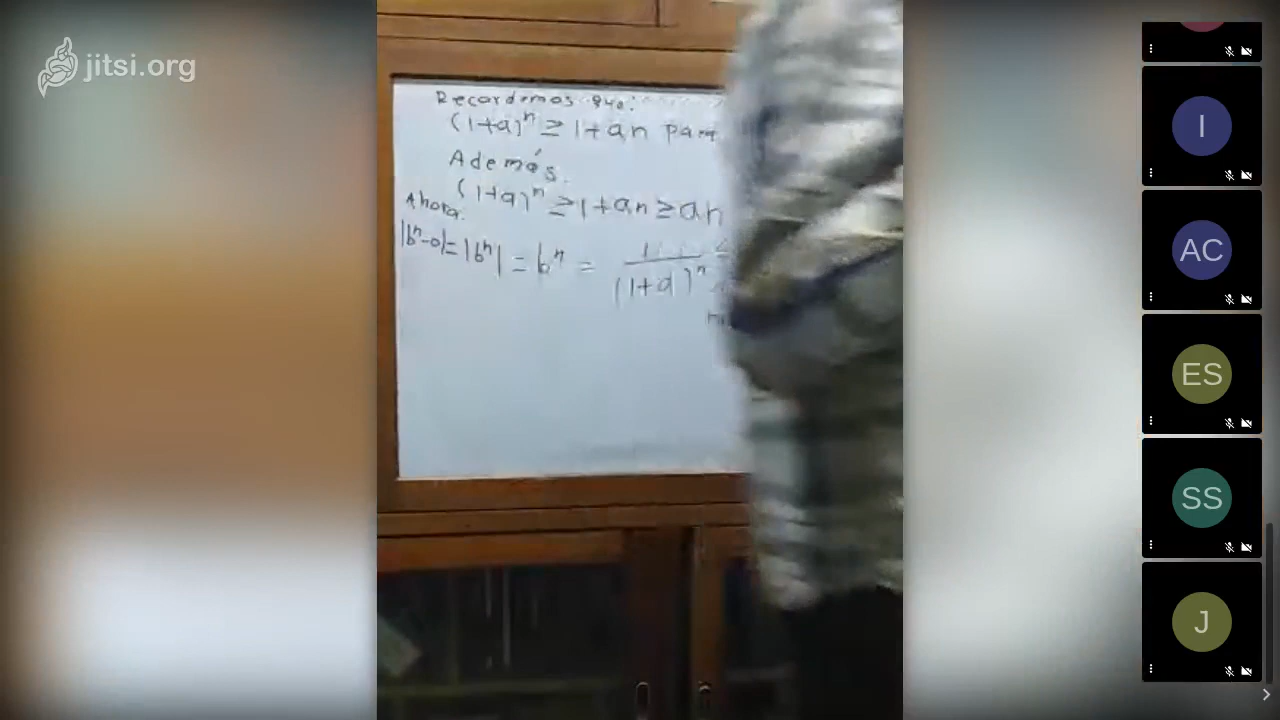 jitsi.org
Recordemos que:
(1+a)ⁿ ≥ 1+an para
Además.
(1+a)ⁿ ≥ 1+an ≥ an
Ahora.
|bⁿ-0| = |bⁿ| = bⁿ = 1/(1+a)ⁿ ≤
I
AC
ES
SS
J